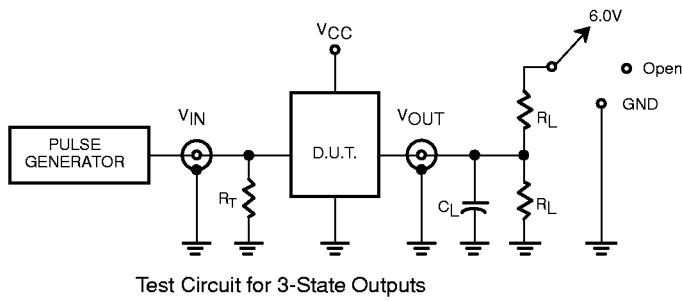 6.0V
VCC
Open
VIN
VOUT
RL
GND
PULSE
GENERATOR
D.U.T.
RT
CL
RL
Test Circuit for 3-State Outputs